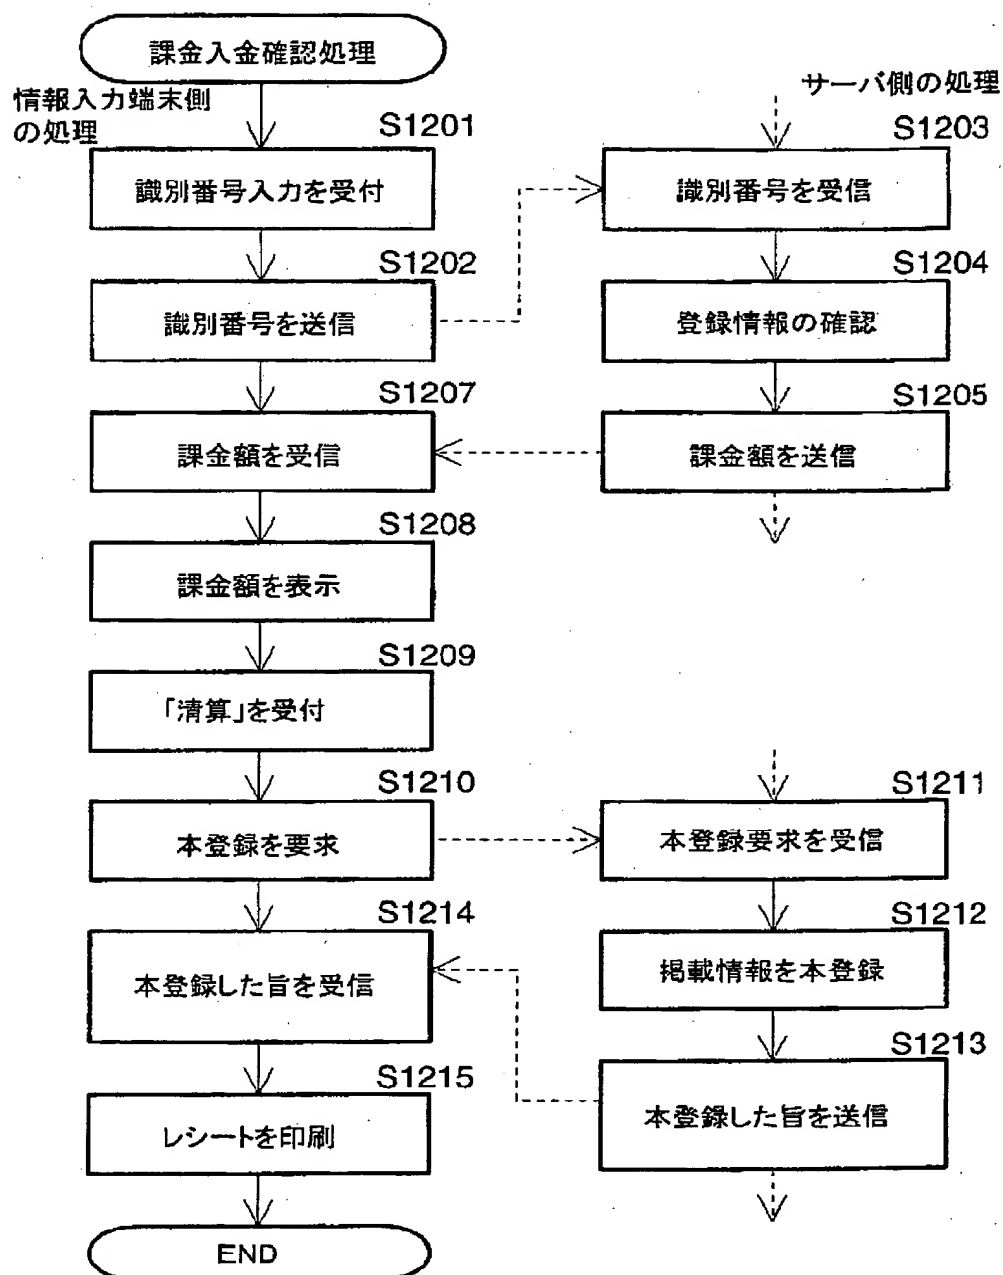 課金入金確認処理
情報入力端末側
の処理
サーバ側の処理
S1201
識別番号入力を受付
S1203
識別番号を受信
S1202
識別番号を送信
S1204
登録情報の確認
S1207
課金額を受信
S1205
課金額を送信
S1208
課金額を表示
S1209
「清算」を受付
S1210
本登録を要求
S1211
本登録要求を受信
S1214
本登録した旨を受信
S1212
掲載情報を本登録
S1213
本登録した旨を送信
S1215
レシートを印刷
END